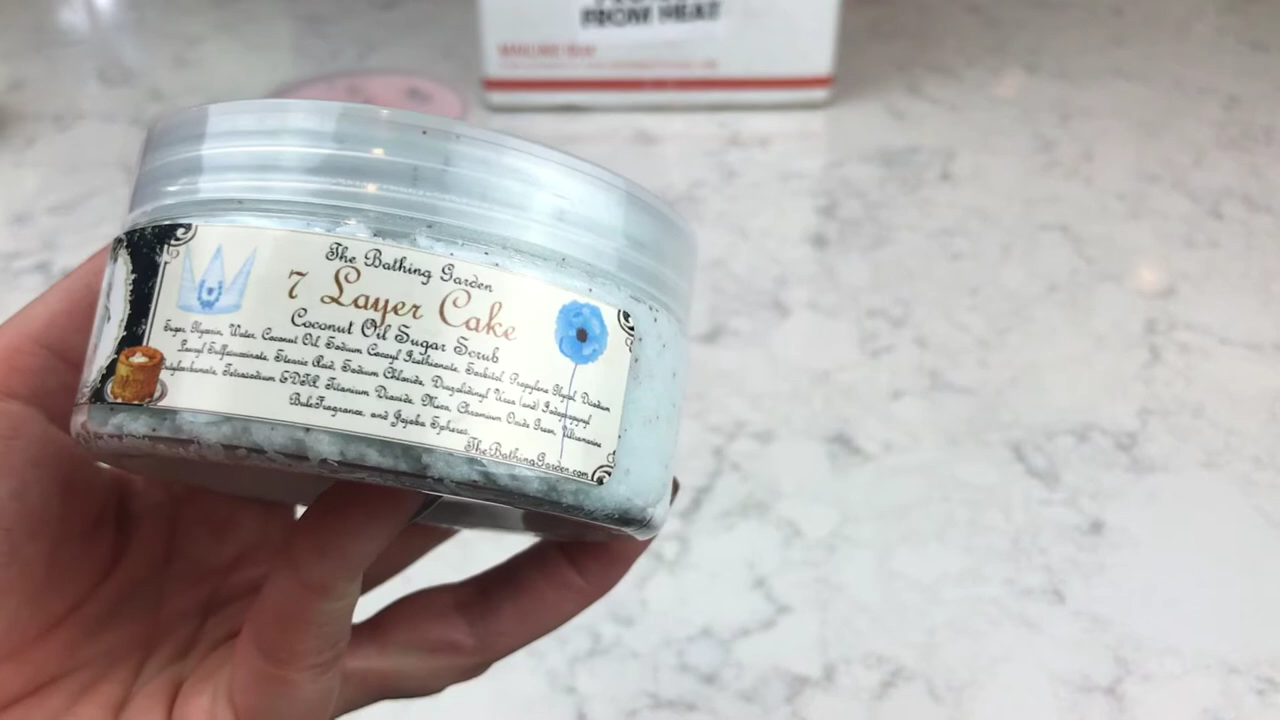 FROM HEAT
MAILING BOX
The Bathing Garden
7 Layer Cake
Coconut Oil Sugar Scrub
Sugar, Glycerin, Water, Coconut Oil, Sodium Cocoyl Isethionate, Sorbitol, Propylene Glycol, Disodium
Lauryl Sulfosuccinate, Stearic Acid, Sodium Chloride, Diazolidinyl Urea (and) Iodopropynyl
Butylcarbamate, Tetrasodium EDTA, Titanium Dioxide, Mica, Chromium Oxide Green, Ultramarine
Blue Fragrance, and Jojoba Spheres.
TheBathingGarden.com